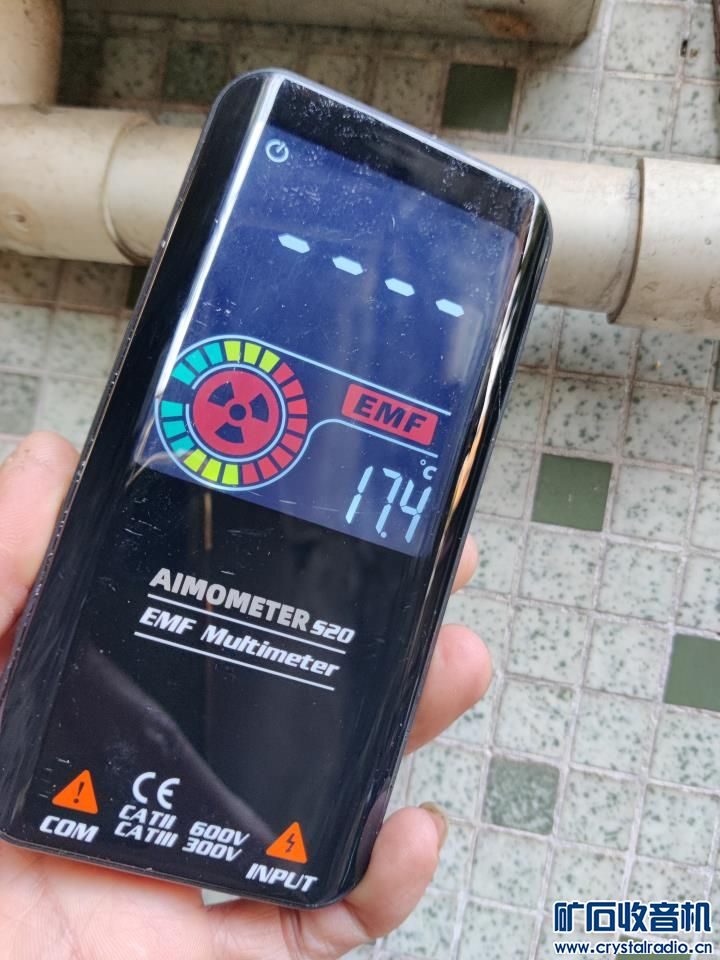 ----
EMF
°C
17.4
AIMOMETER S20
EMF Multimeter
CE
CATII 600V
CATIII 300V
COM
INPUT
矿石收音机
www.crystalradio.cn